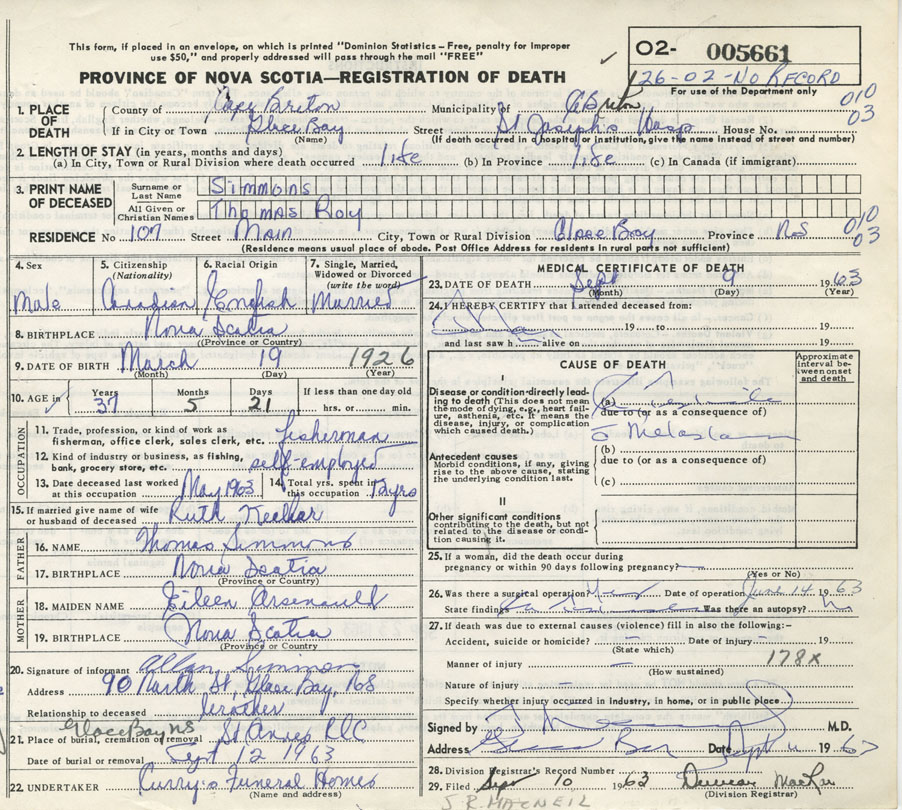 This form, if placed in an envelope, on which is printed "Dominion Statistics – Free, penalty for improper
use $50," and properly addressed will pass through the mail "FREE"
O2- 005661
26-02-NO RECORD
For use of the Department only
PROVINCE OF NOVA SCOTIA—REGISTRATION OF DEATH
1. PLACE OF DEATH
County of Cape Breton Municipality of 010
If in City or Town Glace Bay (Name) Street St Joseph's Hosp House No. 03
(If death occurred in a hospital or institution, give the name instead of street and number)
2. LENGTH OF STAY (in years, months and days)
(a) In City, Town or Rural Division where death occurred life (b) In Province life (c) In Canada (if immigrant)
3. PRINT NAME OF DECEASED
Surname or Last Name Simmons
All Given or Christian Names Thomas Roy
RESIDENCE No 107 Street Main City, Town or Rural Division Glace Bay Province NS 010 03
(Residence means usual place of abode. Post Office Address for residents in rural parts not sufficient)
4. Sex Male
5. Citizenship (Nationality) Canadian
6. Racial Origin English
7. Single, Married, Widowed or Divorced (write the word) Married
8. BIRTHPLACE Nova Scotia
(Province or Country)
9. DATE OF BIRTH March 19 1926
(Month) (Day) (Year)
10. AGE in Years 37 Months 5 Days 21 If less than one day old hrs. or min.
OCCUPATION
11. Trade, profession, or kind of work as
fisherman, office clerk, sales clerk, etc. fisherman
12. Kind of industry or business, as fishing,
bank, grocery store, etc. self-employed
13. Date deceased last worked at this occupation May 1963
14. Total yrs. spent in this occupation yrs
15. If married give name of wife or husband of deceased Ruth
FATHER
16. NAME Thomas Simmons
17. BIRTHPLACE Nova Scotia
(Province or Country)
MOTHER
18. MAIDEN NAME Eileen Arsenault
19. BIRTHPLACE Nova Scotia
(Province or Country)
20. Signature of informant Allan Simmon
Address 90 North St, Glace Bay, NS
Relationship to deceased brother
Glace Bay NS
21. Place of burial, cremation or removal St Annes
Date of burial or removal Sept 12 1963
22. UNDERTAKER Curry's Funeral Homes
(Name and address)
MEDICAL CERTIFICATE OF DEATH
23. DATE OF DEATH Sept 9 1963
(Month) (Day) (Year)
24. I HEREBY CERTIFY that I attended deceased from:
19 to 19
and last saw h alive on 19
CAUSE OF DEATH
Approximate interval between onset and death
I
Disease or condition directly leading to death (This does not mean
the mode of dying, e.g., heart failure, asthenia, etc. It means the
disease, injury, or complication which caused death.)
(a)
due to (or as a consequence of)
Antecedent causes
Morbid conditions, if any, giving
rise to the above cause, stating
the underlying condition last.
(b)
due to (or as a consequence of)
(c)
II
Other significant conditions
contributing to the death, but not
related to the disease or condition causing it.
25. If a woman, did the death occur during
pregnancy or within 90 days following pregnancy?
(Yes or No)
26. Was there a surgical operation? Date of operation June 14 1963
State findings Was there an autopsy? No
27. If death was due to external causes (violence) fill in also the following:-
Accident, suicide or homicide? – Date of injury – 19
(State which)
Manner of injury – 178x
(How sustained)
Nature of injury –
Specify whether injury occurred in industry, in home, or in public place
Signed by M.D.
Address Glace Bay Date Sept 1963
28. Division Registrar's Record Number
29. Filed Sept 10 1963 Duncan
(Division Registrar)
S.R. MACNEIL